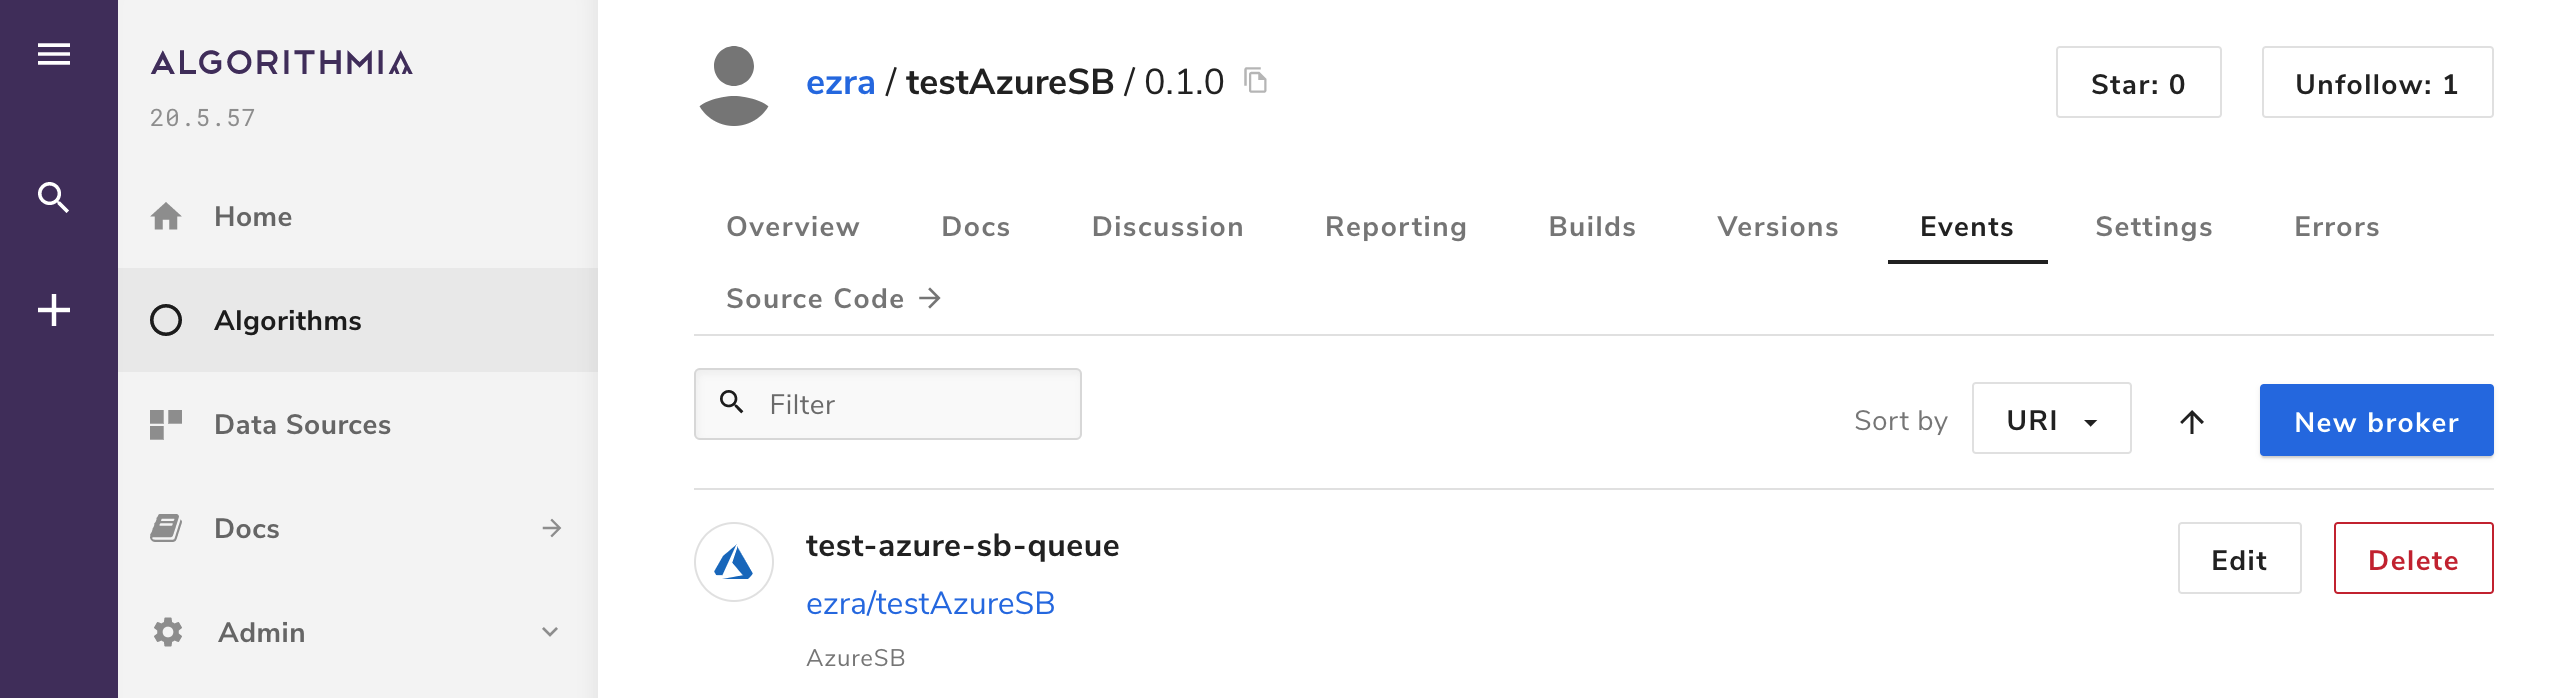 ALGORITHMIA
20.5.57
Home
Algorithms
Data Sources
Docs
Admin
ezra / testAzureSB / 0.1.0
Star: 0
Unfollow: 1
Overview Docs Discussion Reporting Builds Versions Events Settings Errors
Source Code →
Filter
Sort by
URI
New broker
test-azure-sb-queue
ezra/testAzureSB
AzureSB
Edit
Delete